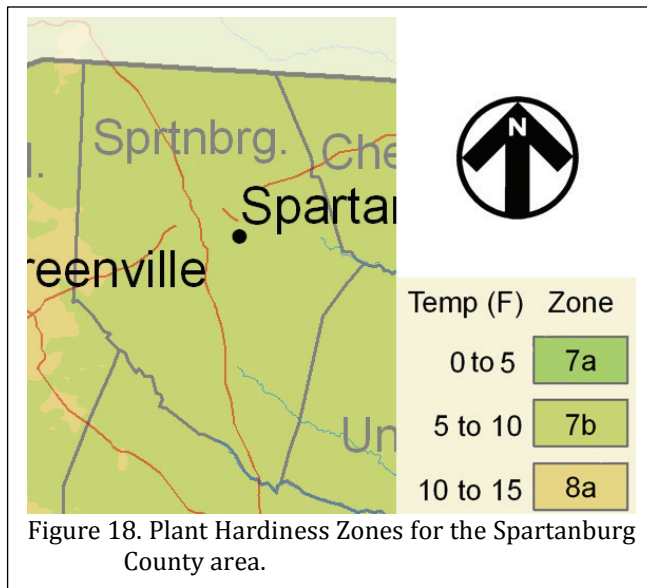 Sprtnbrg.
Che
l.
N
Spartan
reenville
Un
Temp (F) Zone
0 to 5 7a
5 to 10 7b
10 to 15 8a
Figure 18. Plant Hardiness Zones for the Spartanburg
County area.